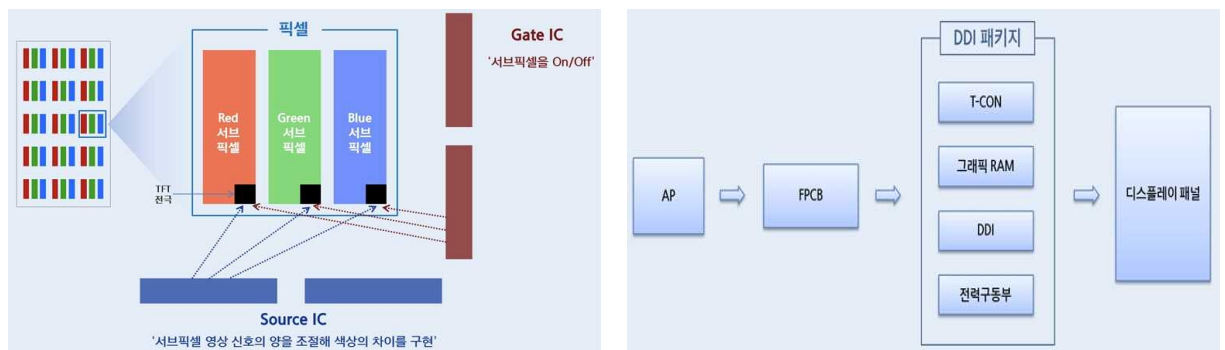 픽셀
Red
서브
픽셀
Green
서브
픽셀
Blue
서브
픽셀
TFT
전극
Gate IC
'서브픽셀을 On/Off'
Source IC
'서브픽셀 영상 신호의 양을 조절해 색상의 차이를 구현'
AP
FPCB
DDI 패키지
T-CON
그래픽 RAM
DDI
전력구동부
디스플레이 패널